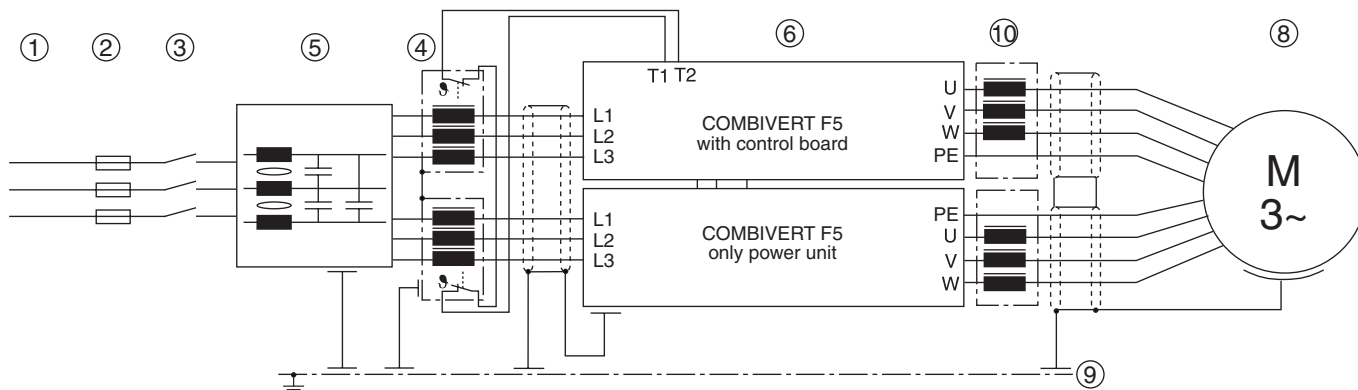 ① ② ③ ⑤ ④ ⑥ ⑩ ⑧
T1 T2
L1
L2
L3
COMBIVERT F5
with control board
U
V
W
PE
M
3~
L1
L2
L3
COMBIVERT F5
only power unit
PE
U
V
W
ϑ
ϑ
⑨